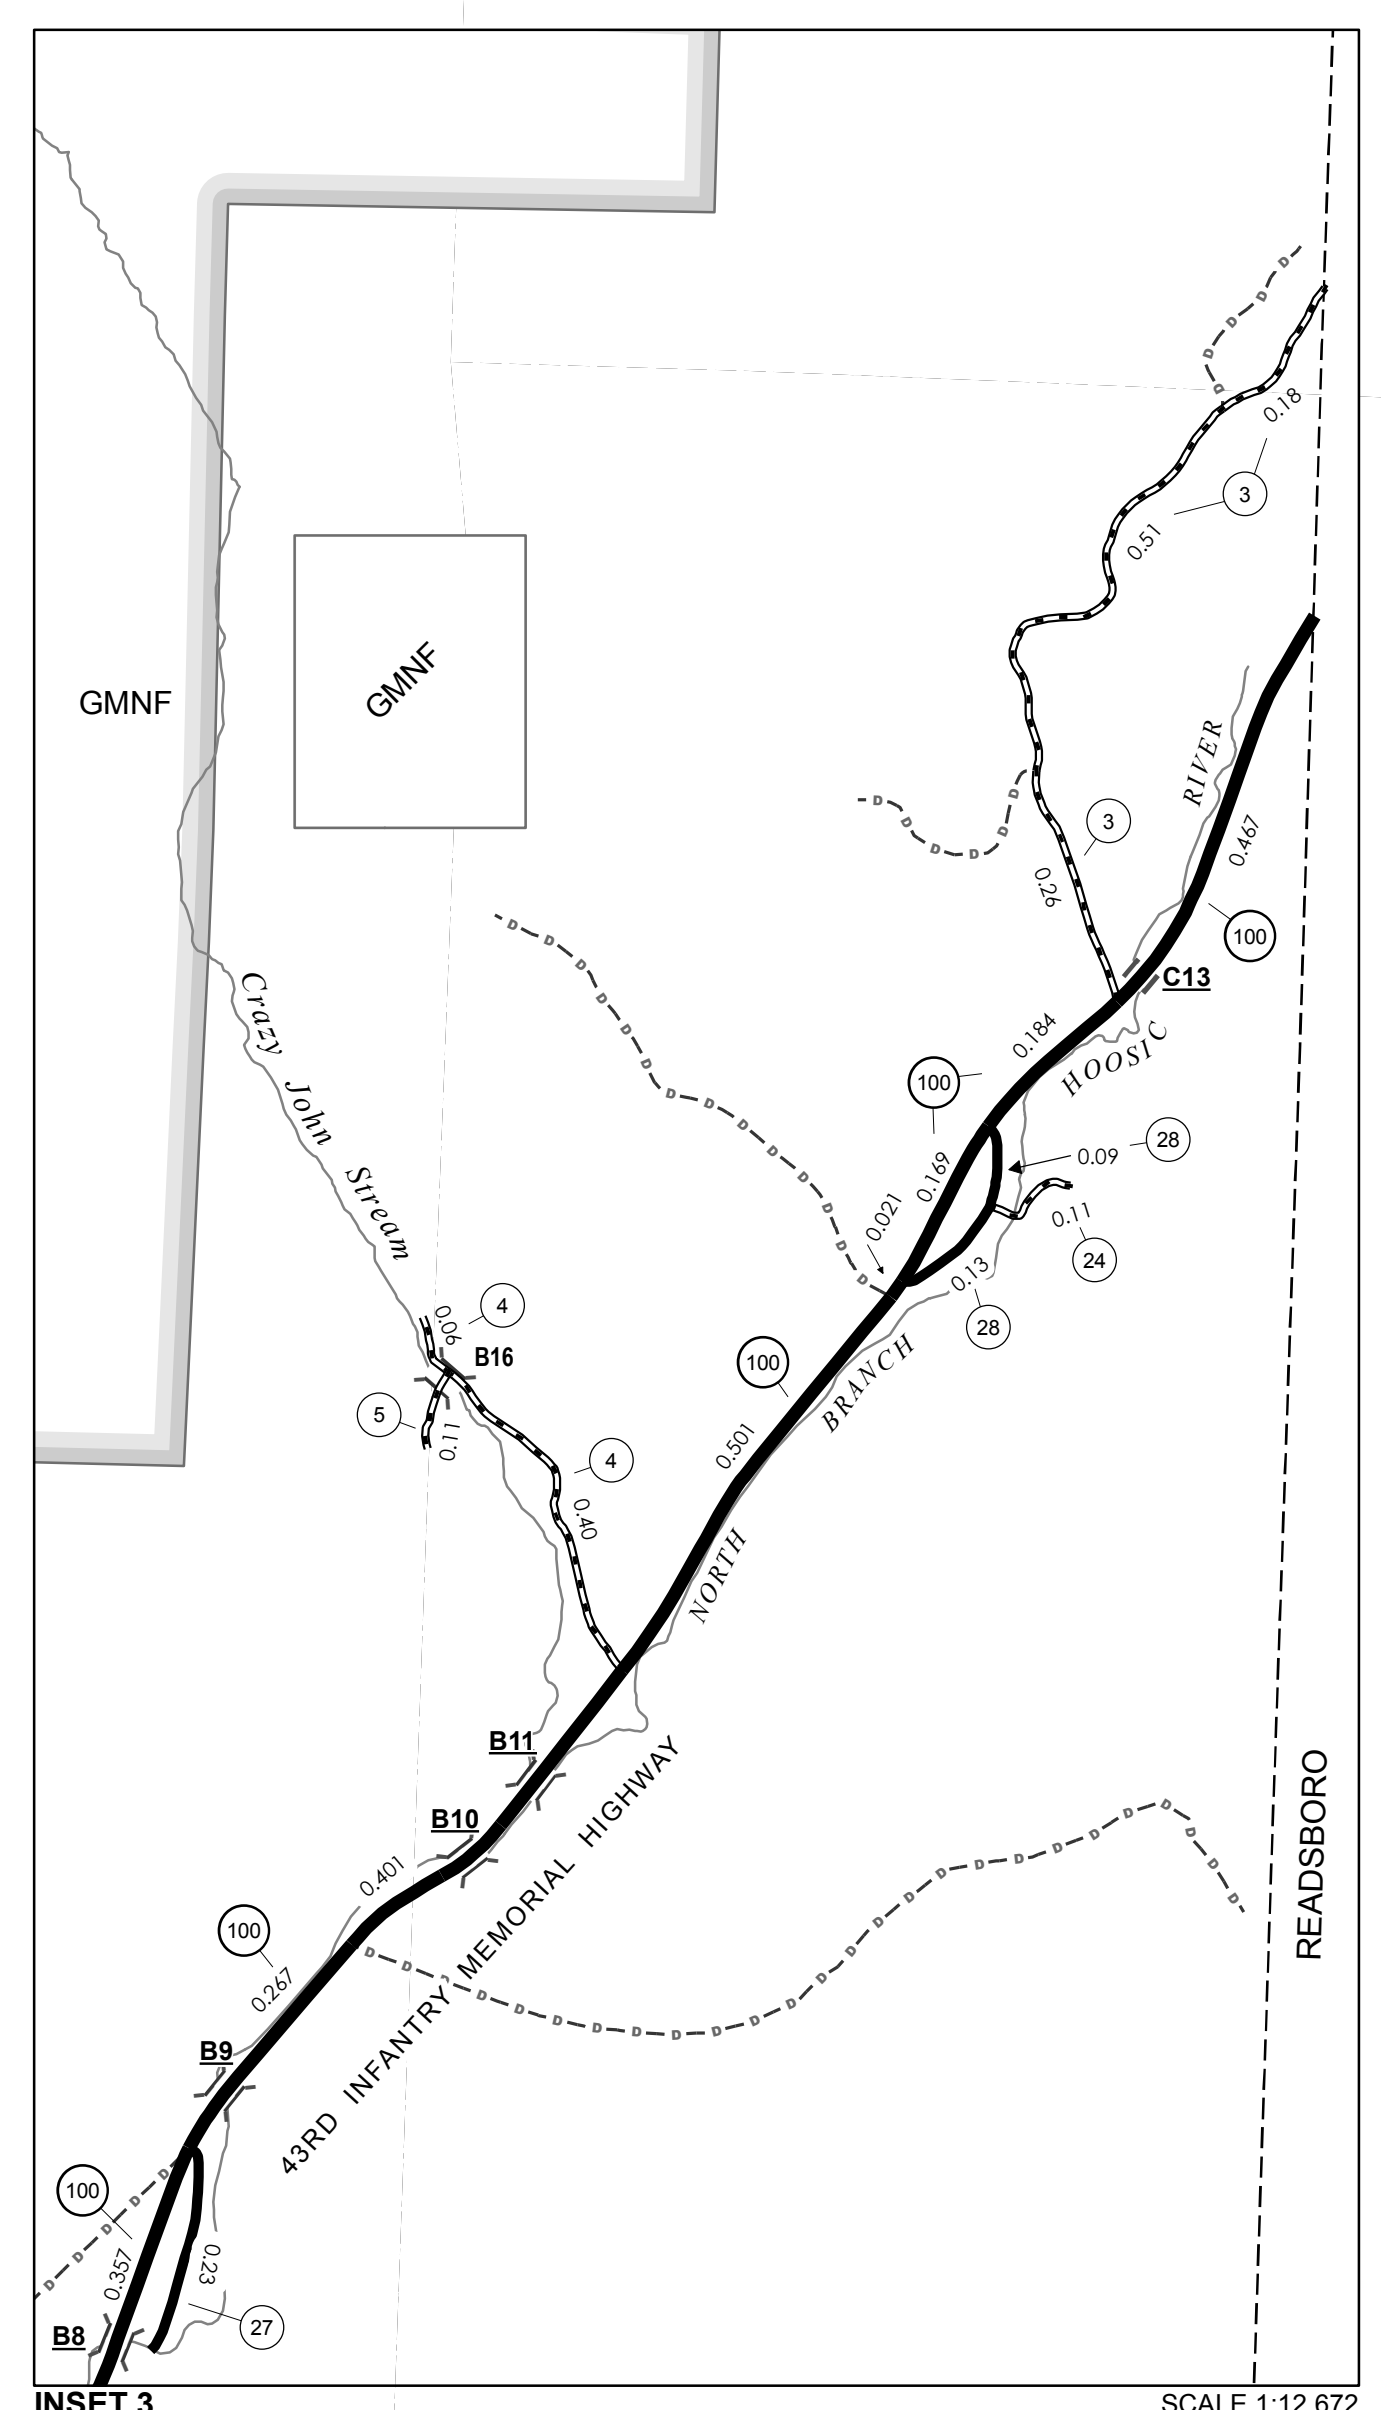 0.18
3
0.51
GMNF
GMNF
RIVER
3
0.467
0.26
100
C13
Crazy John Stream
0.184
HOOSIC
100
0.169
28
0.09
0.021
0.11
24
0.13
28
4
0.06
B16
100
BRANCH
5
0.11
4
0.501
0.40
NORTH
B11
B10
43RD INFANTRY MEMORIAL HIGHWAY
READSBORO
0.401
100
0.267
B9
100
0.357
0.23
27
B8
D D D D D
D D D D D
D D D D D D D D D D D D D D D
D D D D D D D D D D D D D D D D D D D D D D D
D D D D D
INSET 3
SCALE 1:12,672